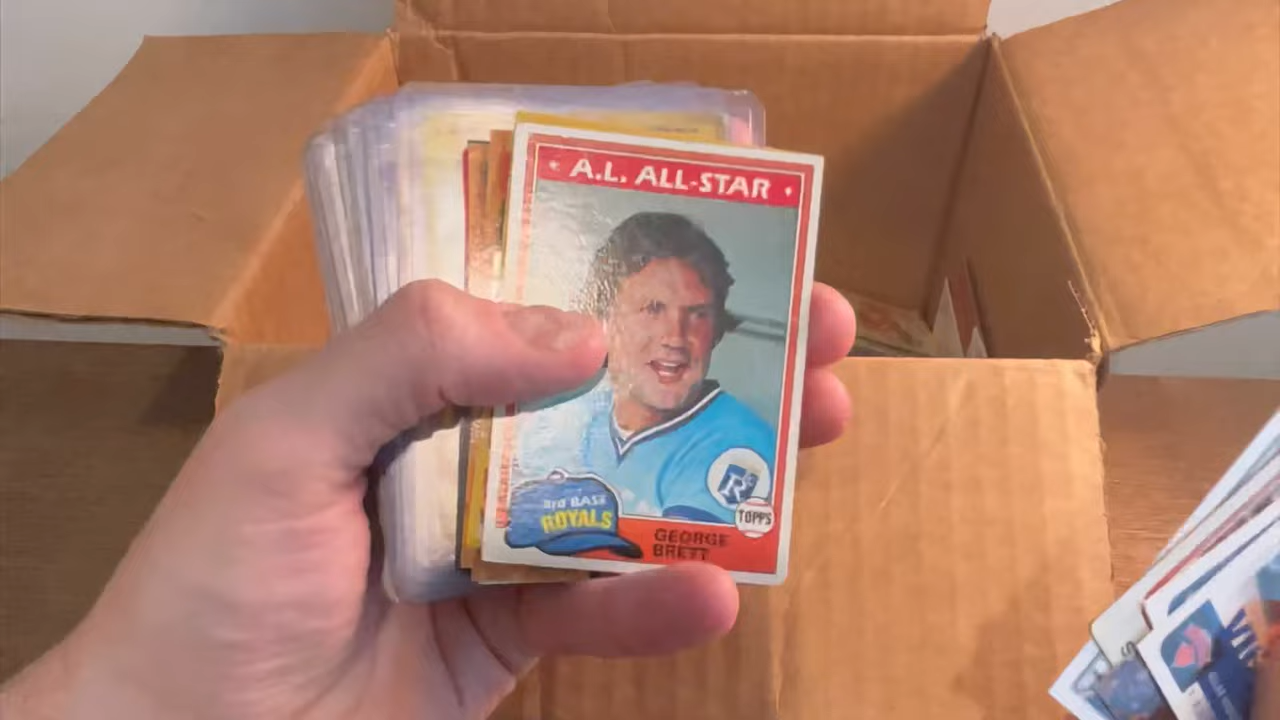 A.L. ALL-STAR
3rd BASE
ROYALS
TOPPS
GEORGE
BRETT